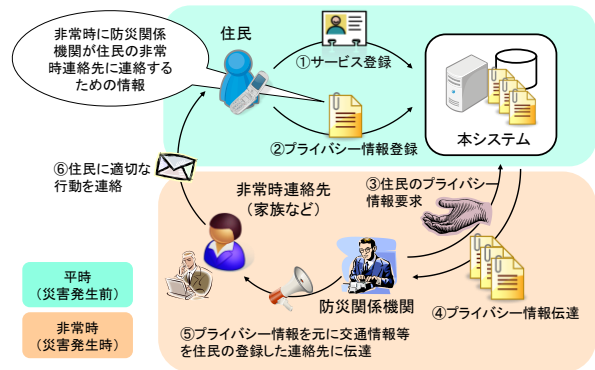 非常時に防災関係
機関が住民の非常
時連絡先に連絡する
ための情報
住民
①サービス登録
②プライバシー情報登録
本システム
⑥住民に適切な
行動を連絡
非常時連絡先
（家族など）
③住民のプライバシー
情報要求
防災関係機関
④プライバシー情報伝達
⑤プライバシー情報を元に交通情報等
を住民の登録した連絡先に伝達
平時
（災害発生前）
非常時
（災害発生時）